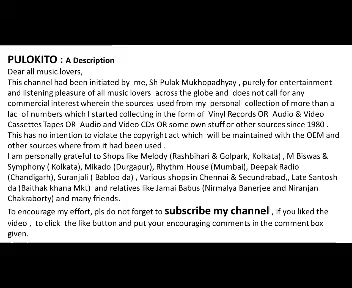 PULOKITO : A Description
Dear all music lovers,
This channel had been initiated by me, Sh Pulak Mukhopadhyay , purely for entertainment
and listening pleasure of all music lovers across the globe and does not call for any
commercial interest wherein the sources used from my personal collection of more than a
lac of numbers which I started collecting in the form of Vinyl Records OR Audio & Video
Cassettes Tapes OR Audio and Video CDs OR some own stuff or other sources since 1980 .
This has no intention to violate the copyright act which will be maintained with the OEM and
other sources where from it had been used .
I am personally grateful to Shops like Melody (Rashbihari & Golpark, Kolkata) , M Biswas &
Symphony ( Kolkata), Mikado (Durgapur), Rhythm House (Mumbai), Deepak Radio
(Chandigarh), Suranjali ( Babloo da) , Various shops in Chennai & Secundrabad,, Late Santosh
da (Baithak khana Mkt) and relatives like Jamai Babus (Nirmalya Banerjee and Niranjan
Chakraborty) and many friends.
To encourage my effort, pls do not forget to subscribe my channel , if you liked the
video , to click the like button and put your encouraging comments in the comment box
given.